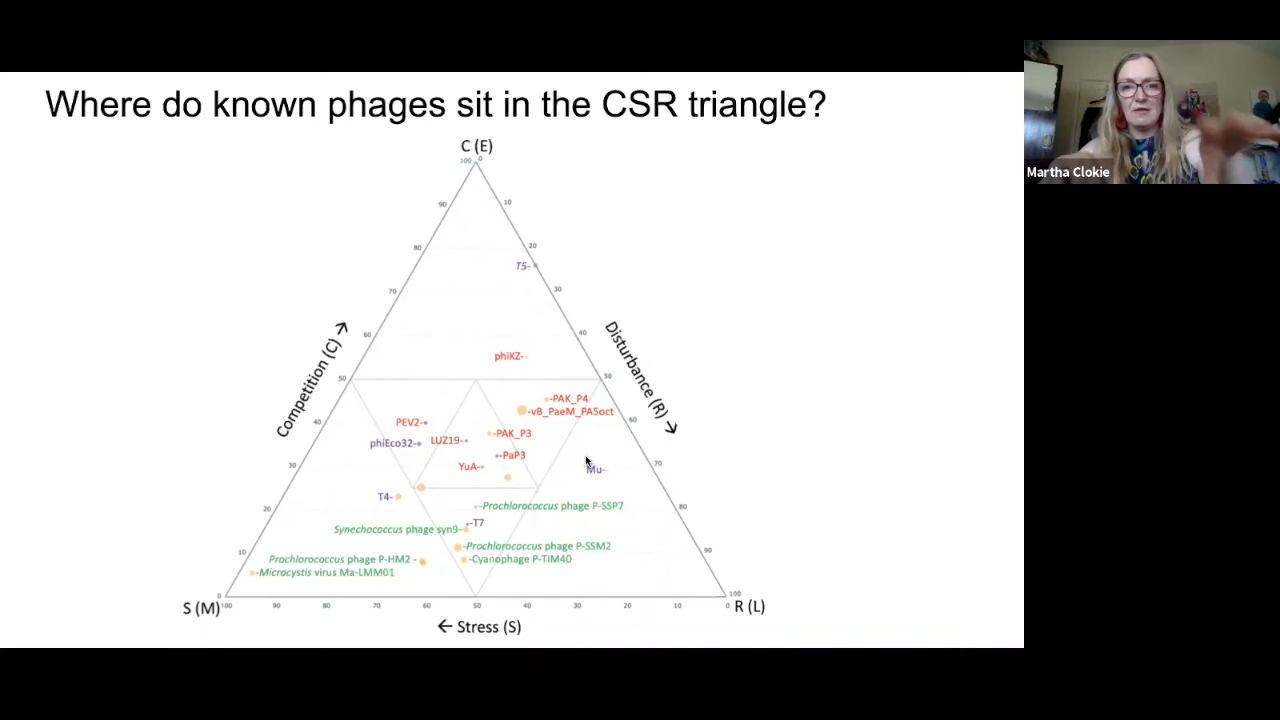 Where do known phages sit in the CSR triangle?
Martha Clokie
C (E)
100
0
90
10
80
20
T5-
70
30
60
40
Competition (C) →
Disturbance (R) →
phiKZ-
50
50
-PAK_P4
-vB_PaeM_PA5oct
40
60
PEV2-
-PAK_P3
phiEco32-
LUZ19-
-PaP3
30
70
YuA-
Mu-
T4-
20
80
-Prochlorococcus phage P-SSP7
-T7
Synechococcus phage syn9-
10
90
-Prochlorococcus phage P-SSM2
Prochlorococcus phage P-HM2 -
-Cyanophage P-TIM40
-Microcystis virus Ma-LMM01
0
100
S (M)
100 90 80 70 60 50 40 30 20 10 0
R (L)
← Stress (S)